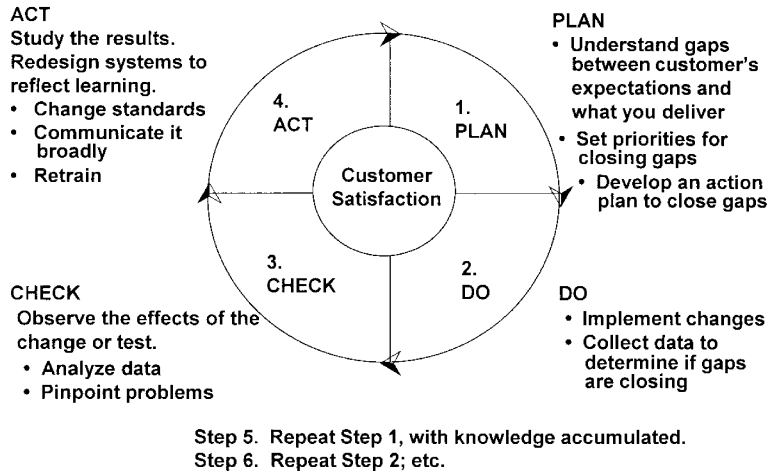 ACT
Study the results.
Redesign systems to
reflect learning.
• Change standards
• Communicate it
broadly
• Retrain
PLAN
• Understand gaps
between customer's
expectations and
what you deliver
• Set priorities for
closing gaps
• Develop an action
plan to close gaps
4.
ACT
1.
PLAN
Customer
Satisfaction
3.
CHECK
2.
DO
CHECK
Observe the effects of the
change or test.
• Analyze data
• Pinpoint problems
DO
• Implement changes
• Collect data to
determine if gaps
are closing
Step 5. Repeat Step 1, with knowledge accumulated.
Step 6. Repeat Step 2; etc.